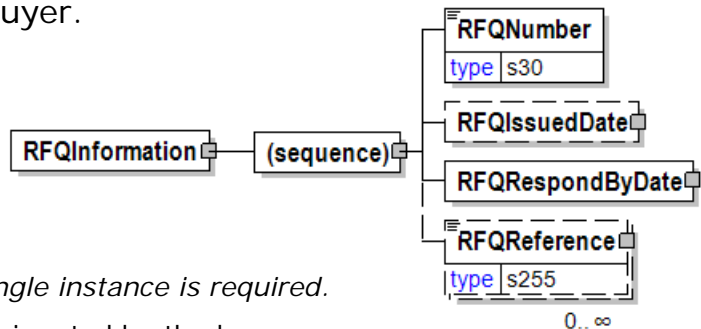 uyer.
RFQNumber
type s30
RFQIssuedDate
RFQInformation
(sequence)
RFQRespondByDate
RFQReference
type s255
0..∞
ngle instance is required.